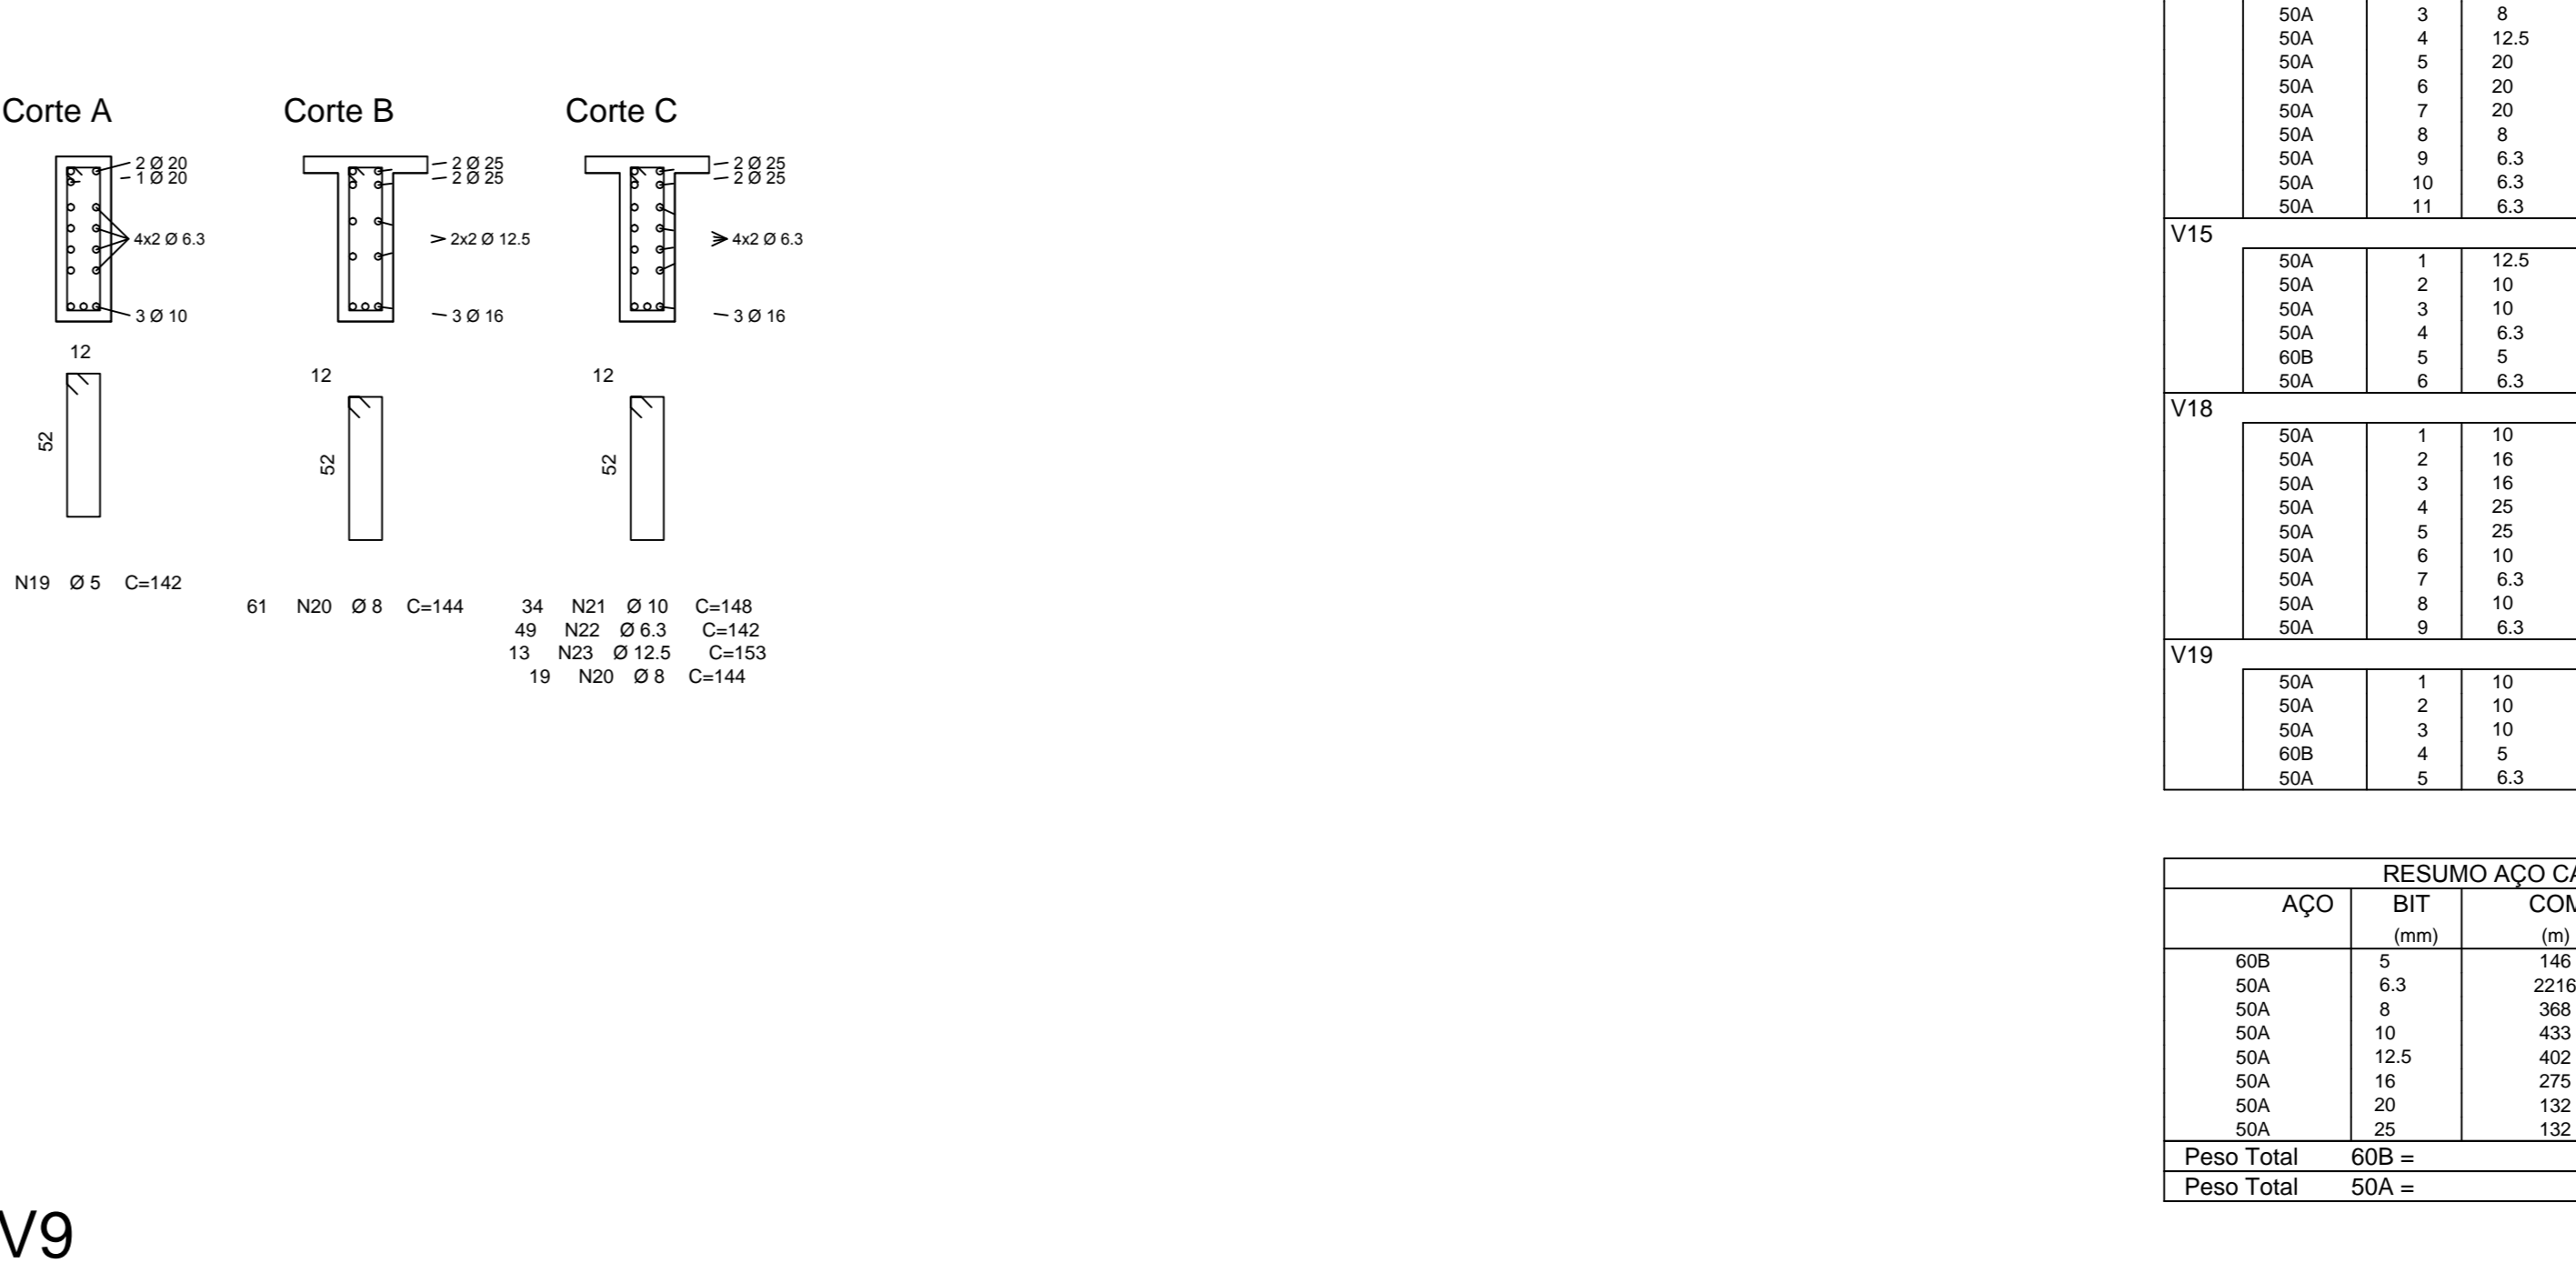 Corte A
2 Ø 20
1 Ø 20
4x2 Ø 6.3
3 Ø 10
12
52
N19 Ø 5 C=142
Corte B
2 Ø 25
2 Ø 25
2x2 Ø 12.5
3 Ø 16
12
52
61 N20 Ø 8 C=144
Corte C
2 Ø 25
2 Ø 25
4x2 Ø 6.3
3 Ø 16
12
52
34 N21 Ø 10 C=148
49 N22 Ø 6.3 C=142
13 N23 Ø 12.5 C=153
19 N20 Ø 8 C=144
V9
50A 3 8
50A 4 12.5
50A 5 20
50A 6 20
50A 7 20
50A 8 8
50A 9 6.3
50A 10 6.3
50A 11 6.3
V15
50A 1 12.5
50A 2 10
50A 3 10
50A 4 6.3
60B 5 5
50A 6 6.3
V18
50A 1 10
50A 2 16
50A 3 16
50A 4 25
50A 5 25
50A 6 10
50A 7 6.3
50A 8 10
50A 9 6.3
V19
50A 1 10
50A 2 10
50A 3 10
60B 4 5
50A 5 6.3
RESUMO AÇO CA
AÇO BIT COM
(mm) (m)
60B 5 146
50A 6.3 2216
50A 8 368
50A 10 433
50A 12.5 402
50A 16 275
50A 20 132
50A 25 132
Peso Total 60B =
Peso Total 50A =